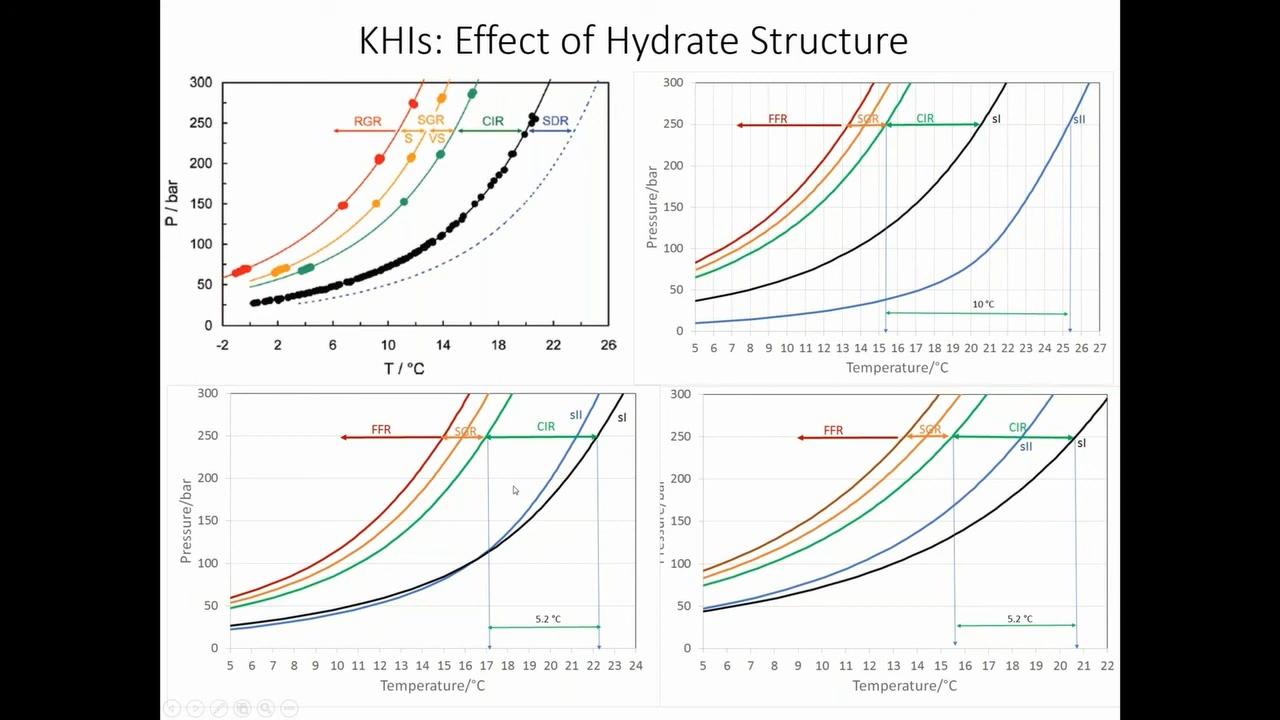 KHIs: Effect of Hydrate Structure
300
250
200
150
100
50
0
P / bar
RGR
SGR
S
VS
CIR
SDR
-2 2 6 10 14 18 22 26
T / °C
300
250
200
150
100
50
0
Pressure/bar
FFR
SGR
CIR
sI
sII
10 °C
5 6 7 8 9 10 11 12 13 14 15 16 17 18 19 20 21 22 23 24 25 26 27
Temperature/°C
300
250
200
150
100
50
0
Pressure/bar
FFR
SGR
CIR
sII
sI
5.2 °C
5 6 7 8 9 10 11 12 13 14 15 16 17 18 19 20 21 22 23 24
Temperature/°C
300
250
200
150
100
50
0
Pressure/bar
FFR
SGR
CIR
sII
sI
5.2 °C
5 6 7 8 9 10 11 12 13 14 15 16 17 18 19 20 21 22
Temperature/°C